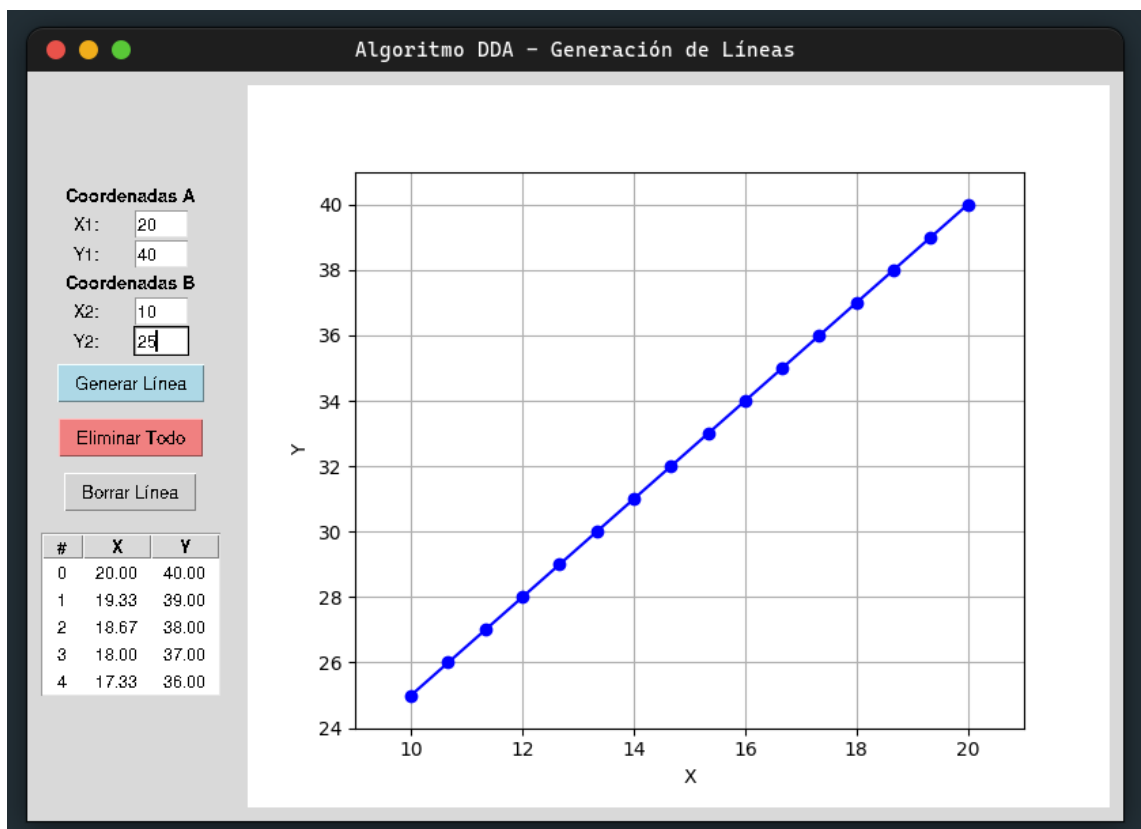 Algoritmo DDA – Generación de Líneas
Coordenadas A
X1: 20
Y1: 40
Coordenadas B
X2: 10
Y2: 25
Generar Línea
Eliminar Todo
Borrar Línea
# X Y
0 20.00 40.00
1 19.33 39.00
2 18.67 38.00
3 18.00 37.00
4 17.33 36.00
Y
40
38
36
34
32
30
28
26
24
10 12 14 16 18 20
X